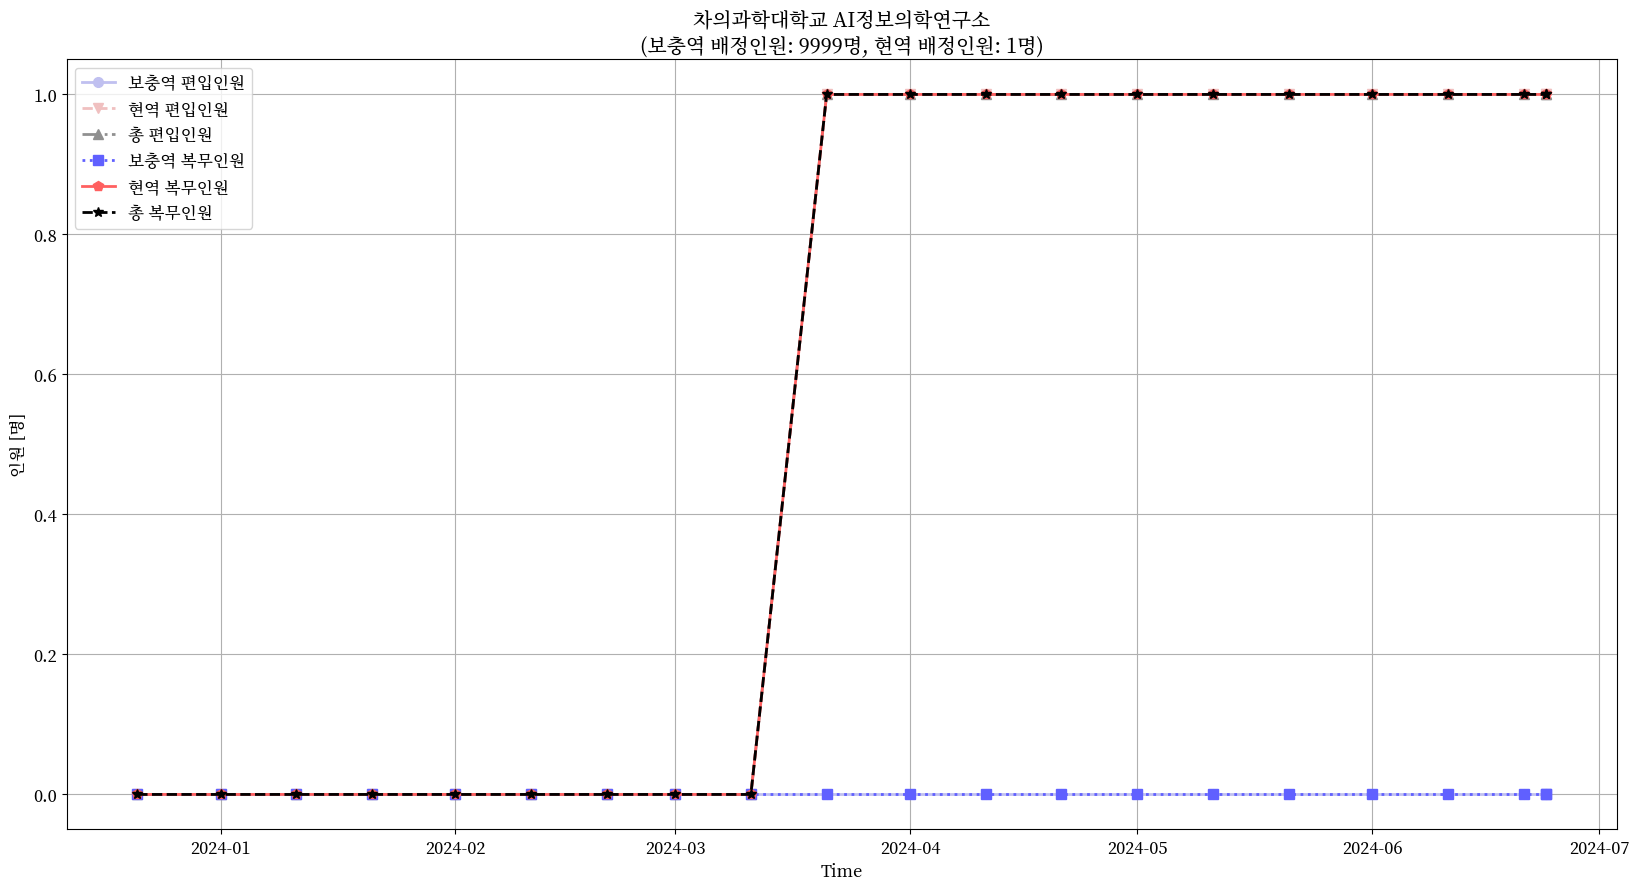 차의과학대학교 AI정보의학연구소
(보충역 배정인원: 9999명, 현역 배정인원: 1명)
보충역 편입인원
현역 편입인원
총 편입인원
보충역 복무인원
현역 복무인원
총 복무인원
인원 [명]
1.0
0.8
0.6
0.4
0.2
0.0
2024-01
2024-02
2024-03
2024-04
2024-05
2024-06
2024-07
Time